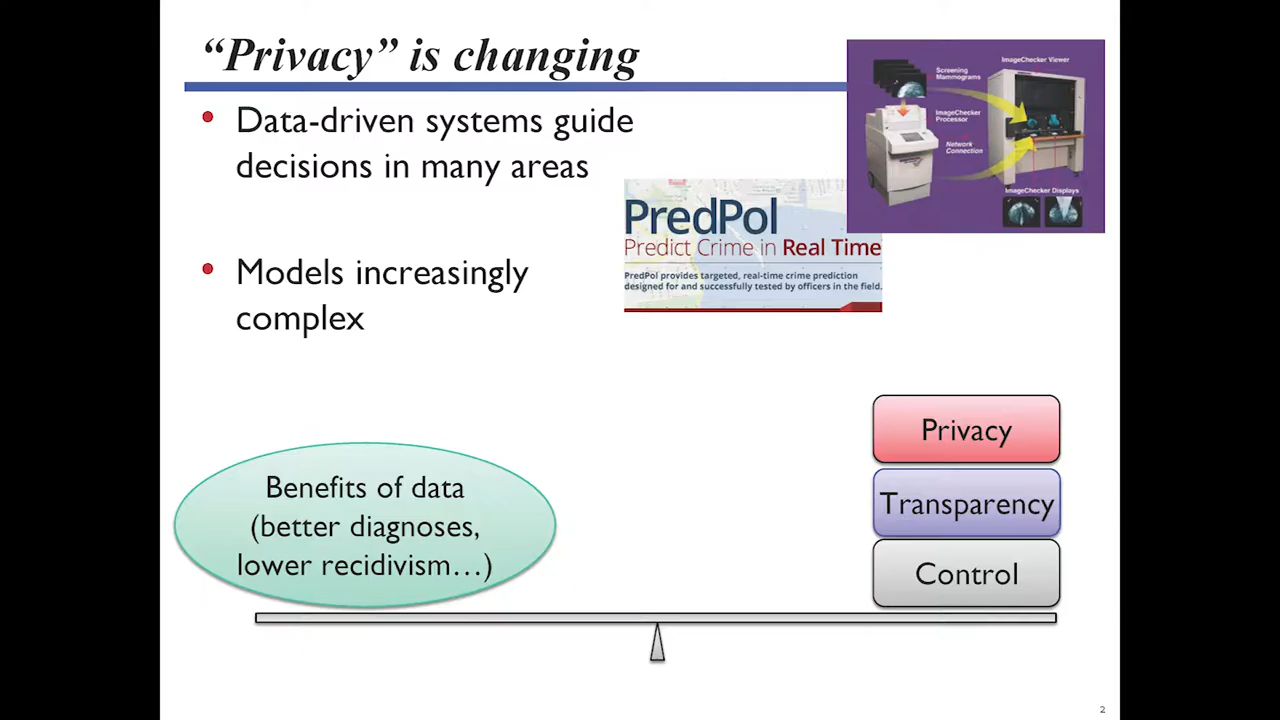 “Privacy” is changing
• Data-driven systems guide
decisions in many areas
• Models increasingly
complex
Screening
Mammograms
ImageChecker
Processor
Network
Connection
ImageChecker Viewer
ImageChecker Displays
PredPol
Predict Crime in Real Time
PredPol provides targeted, real-time crime prediction
designed for and successfully tested by officers in the field.
Benefits of data
(better diagnoses,
lower recidivism…)
Privacy
Transparency
Control
2